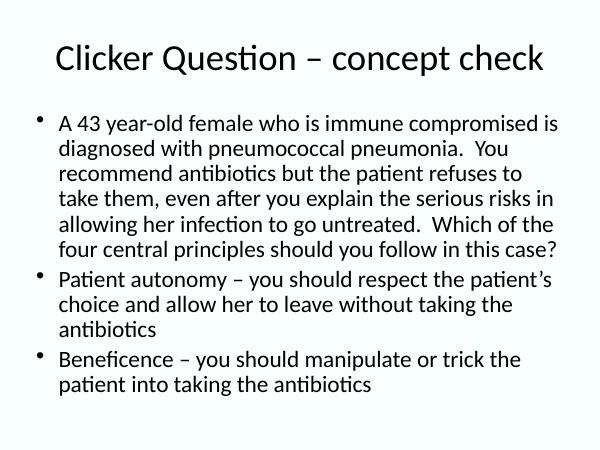 Clicker Question – concept check
• A 43 year-old female who is immune compromised is
diagnosed with pneumococcal pneumonia.  You
recommend antibiotics but the patient refuses to
take them, even after you explain the serious risks in
allowing her infection to go untreated.  Which of the
four central principles should you follow in this case?
• Patient autonomy – you should respect the patient’s
choice and allow her to leave without taking the
antibiotics
• Beneficence – you should manipulate or trick the
patient into taking the antibiotics